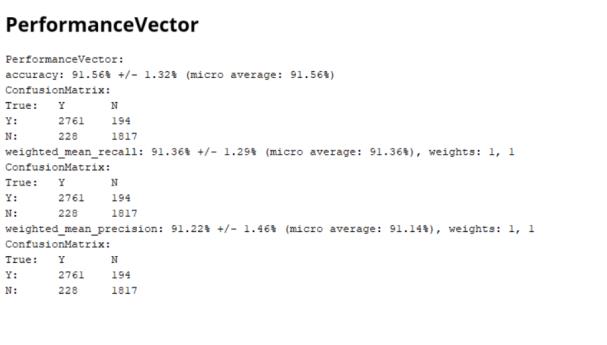 PerformanceVector
PerformanceVector:
accuracy: 91.56% +/- 1.32% (micro average: 91.56%)
ConfusionMatrix:
True: Y N
Y: 2761 194
N: 228 1817
weighted_mean_recall: 91.36% +/- 1.29% (micro average: 91.36%), weights: 1, 1
ConfusionMatrix:
True: Y N
Y: 2761 194
N: 228 1817
weighted_mean_precision: 91.22% +/- 1.46% (micro average: 91.14%), weights: 1, 1
ConfusionMatrix:
True: Y N
Y: 2761 194
N: 228 1817